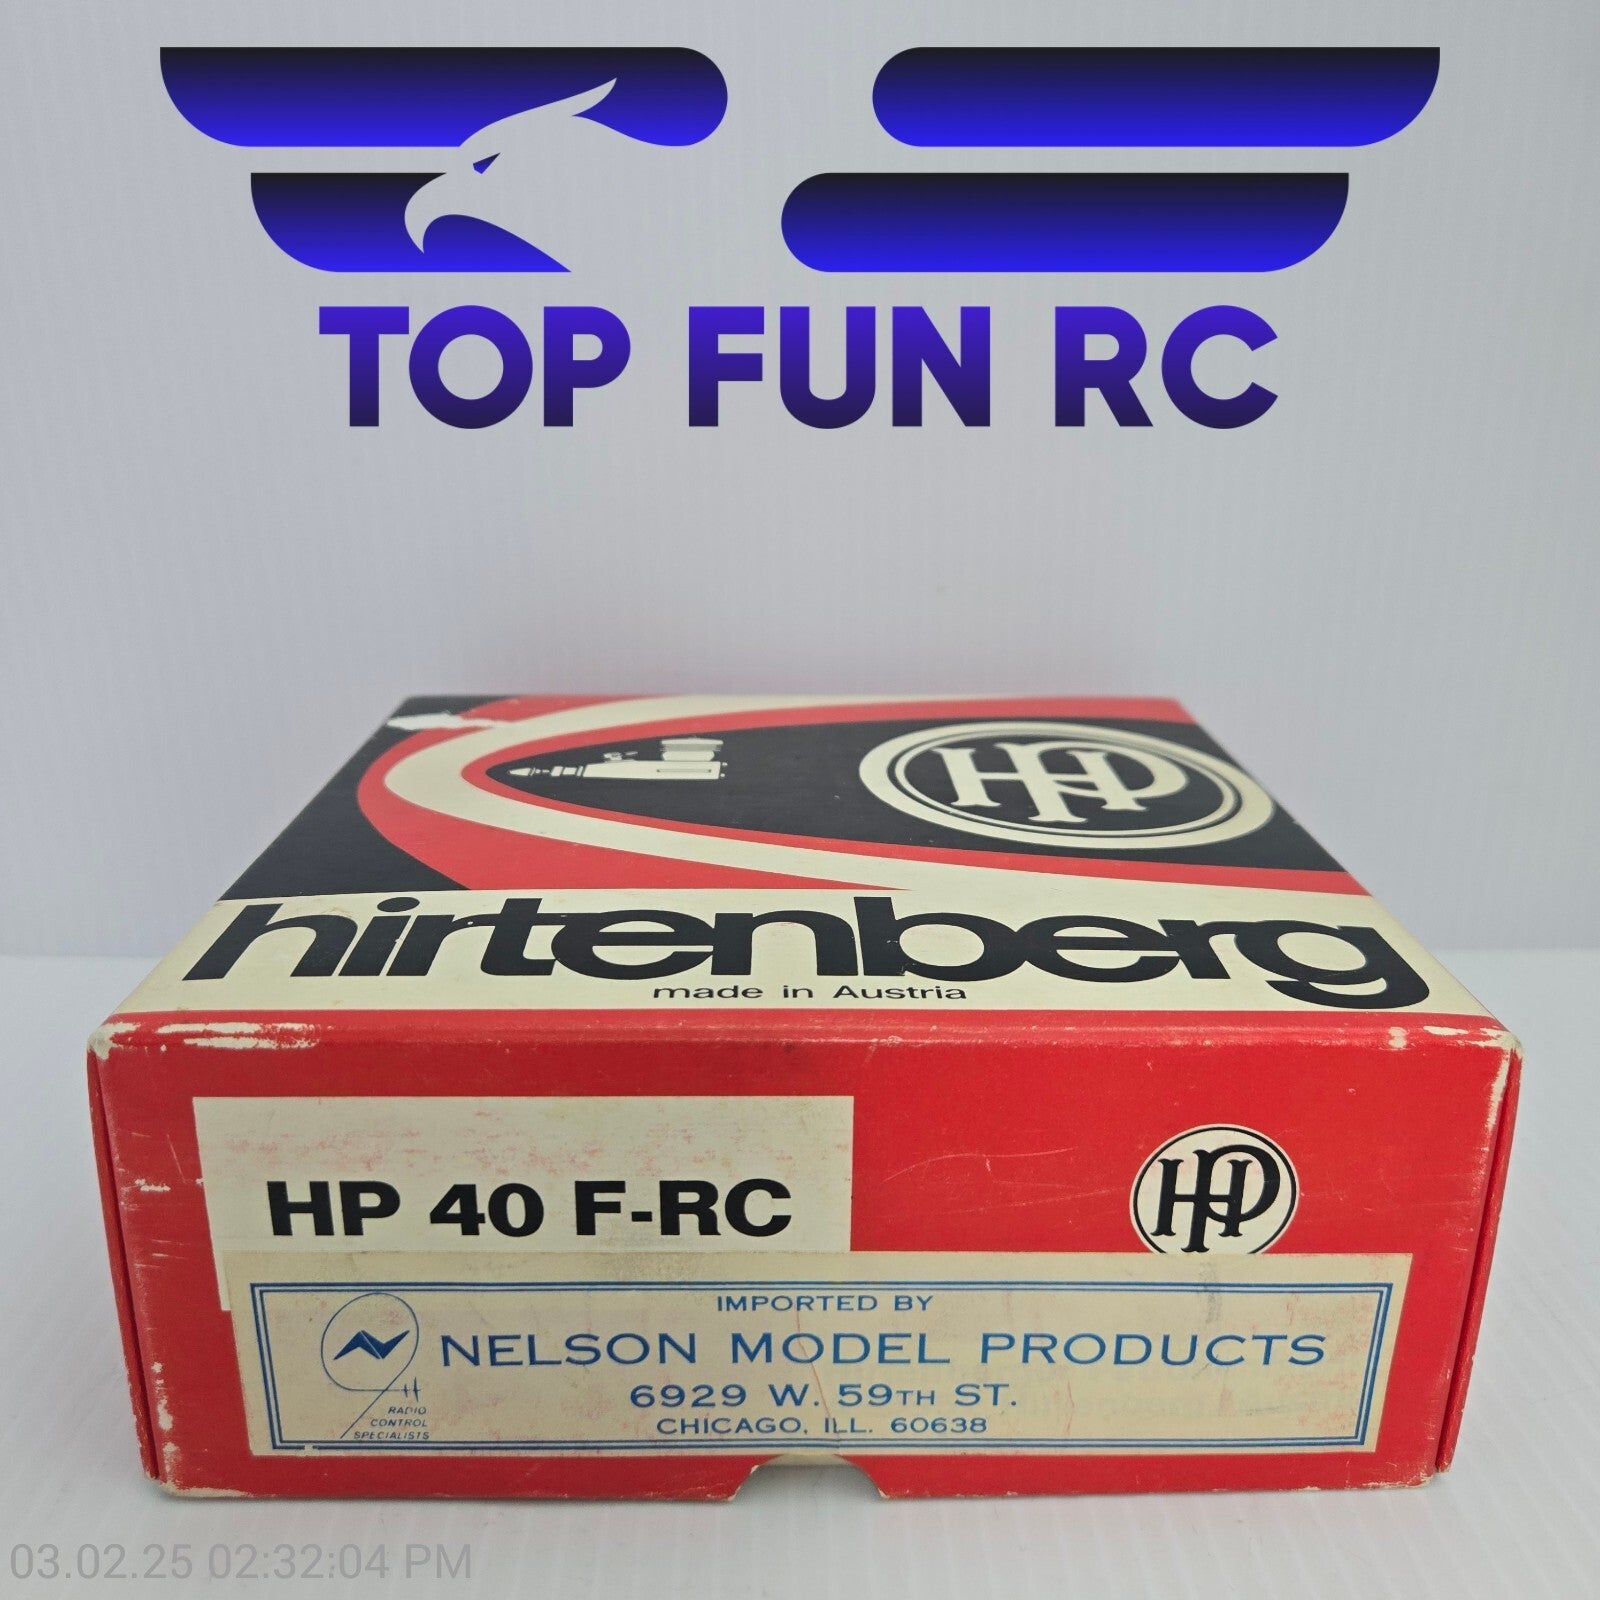 TOP FUN RC
HP
hirtenberg
made in Austria
HP 40 F-RC
HP
IMPORTED BY
NELSON MODEL PRODUCTS
6929 W. 59TH ST.
CHICAGO, ILL. 60638
RADIO
CONTROL
SPECIALISTS
03.02.25 02:32:04 PM